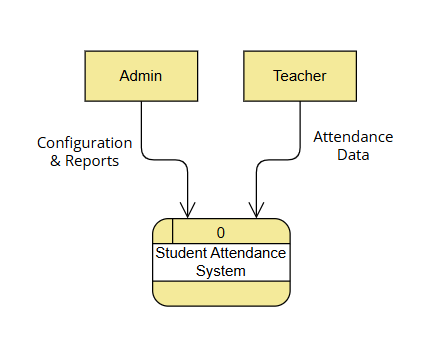 Admin
Teacher
Configuration
& Reports
Attendance
Data
0
Student Attendance
System